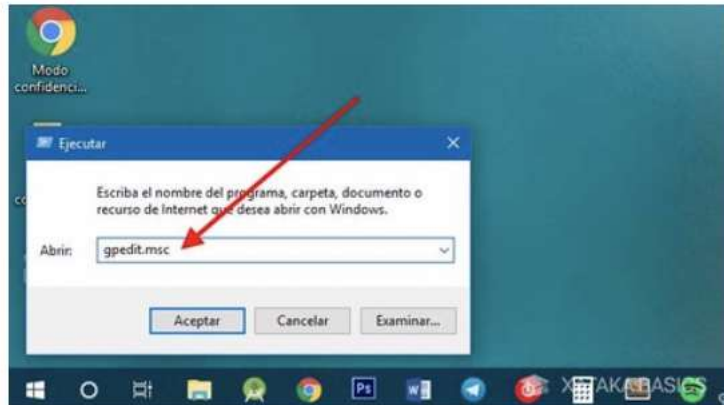 Modo
confidenci...
Ejecutar
Escriba el nombre del programa, carpeta, documento o
recurso de Internet que desea abrir con Windows.
Abrir:
gpedit.msc
Aceptar
Cancelar
Examinar...
Ps
XATAKA BASICS